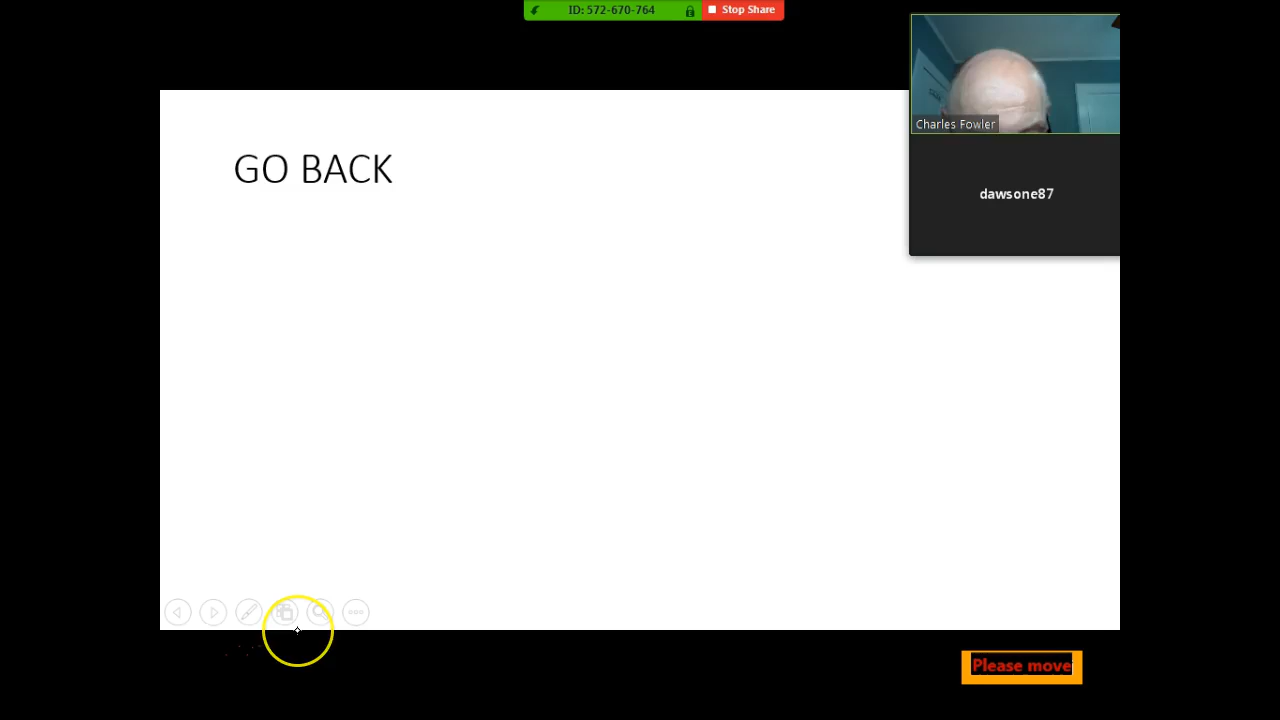 ID: 572-670-764
Stop Share
Charles Fowler
GO BACK
dawsone87
Please move